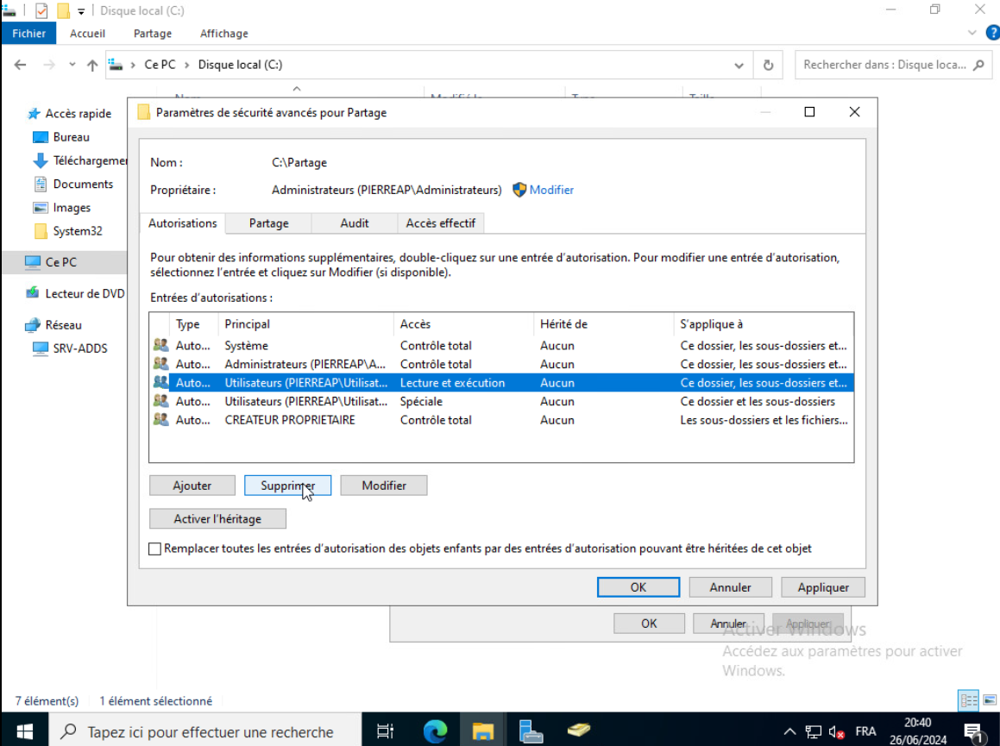 Disque local (C:)
Fichier Accueil Partage Affichage
Ce PC > Disque local (C:)
Rechercher dans : Disque loca...
Accès rapide
Bureau
Téléchargemer
Documents
Images
System32
Ce PC
Lecteur de DVD
Réseau
SRV-ADDS
Paramètres de sécurité avancés pour Partage
Nom : C:\Partage
Propriétaire : Administrateurs (PIERREAP\Administrateurs) Modifier
Autorisations Partage Audit Accès effectif
Pour obtenir des informations supplémentaires, double-cliquez sur une entrée d'autorisation. Pour modifier une entrée d'autorisation,
sélectionnez l'entrée et cliquez sur Modifier (si disponible).
Entrées d'autorisations :
Type Principal Accès Hérité de S'applique à
Auto... Système Contrôle total Aucun Ce dossier, les sous-dossiers et...
Auto... Administrateurs (PIERREAP\A... Contrôle total Aucun Ce dossier, les sous-dossiers et...
Auto... Utilisateurs (PIERREAP\Utilisat... Lecture et exécution Aucun Ce dossier, les sous-dossiers et...
Auto... Utilisateurs (PIERREAP\Utilisat... Spéciale Aucun Ce dossier et les sous-dossiers
Auto... CREATEUR PROPRIETAIRE Contrôle total Aucun Les sous-dossiers et les fichiers...
Ajouter Supprimer Modifier
Activer l'héritage
Remplacer toutes les entrées d'autorisation des objets enfants par des entrées d'autorisation pouvant être héritées de cet objet
OK Annuler Appliquer
OK Annuler Appliquer
Activer Windows
Accédez aux paramètres pour activer
Windows.
7 élément(s) 1 élément sélectionné
Tapez ici pour effectuer une recherche
FRA
20:40
26/06/2024
1